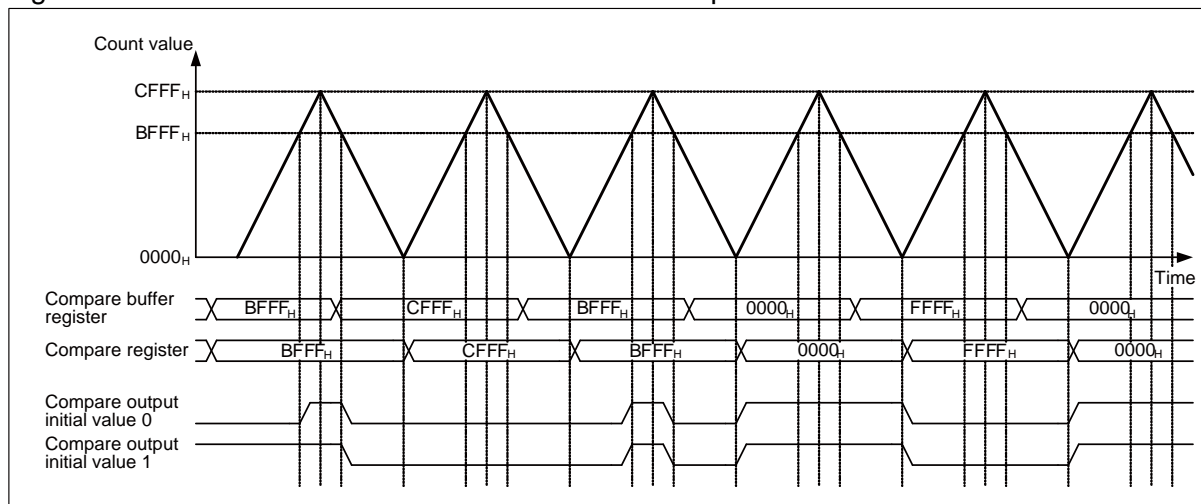 Count value
CFFFH
BFFFH
0000H
Time
Compare buffer register
BFFFH CFFFH BFFFH 0000H FFFFH 0000H
Compare register
BFFFH CFFFH BFFFH 0000H FFFFH 0000H
Compare output initial value 0
Compare output initial value 1